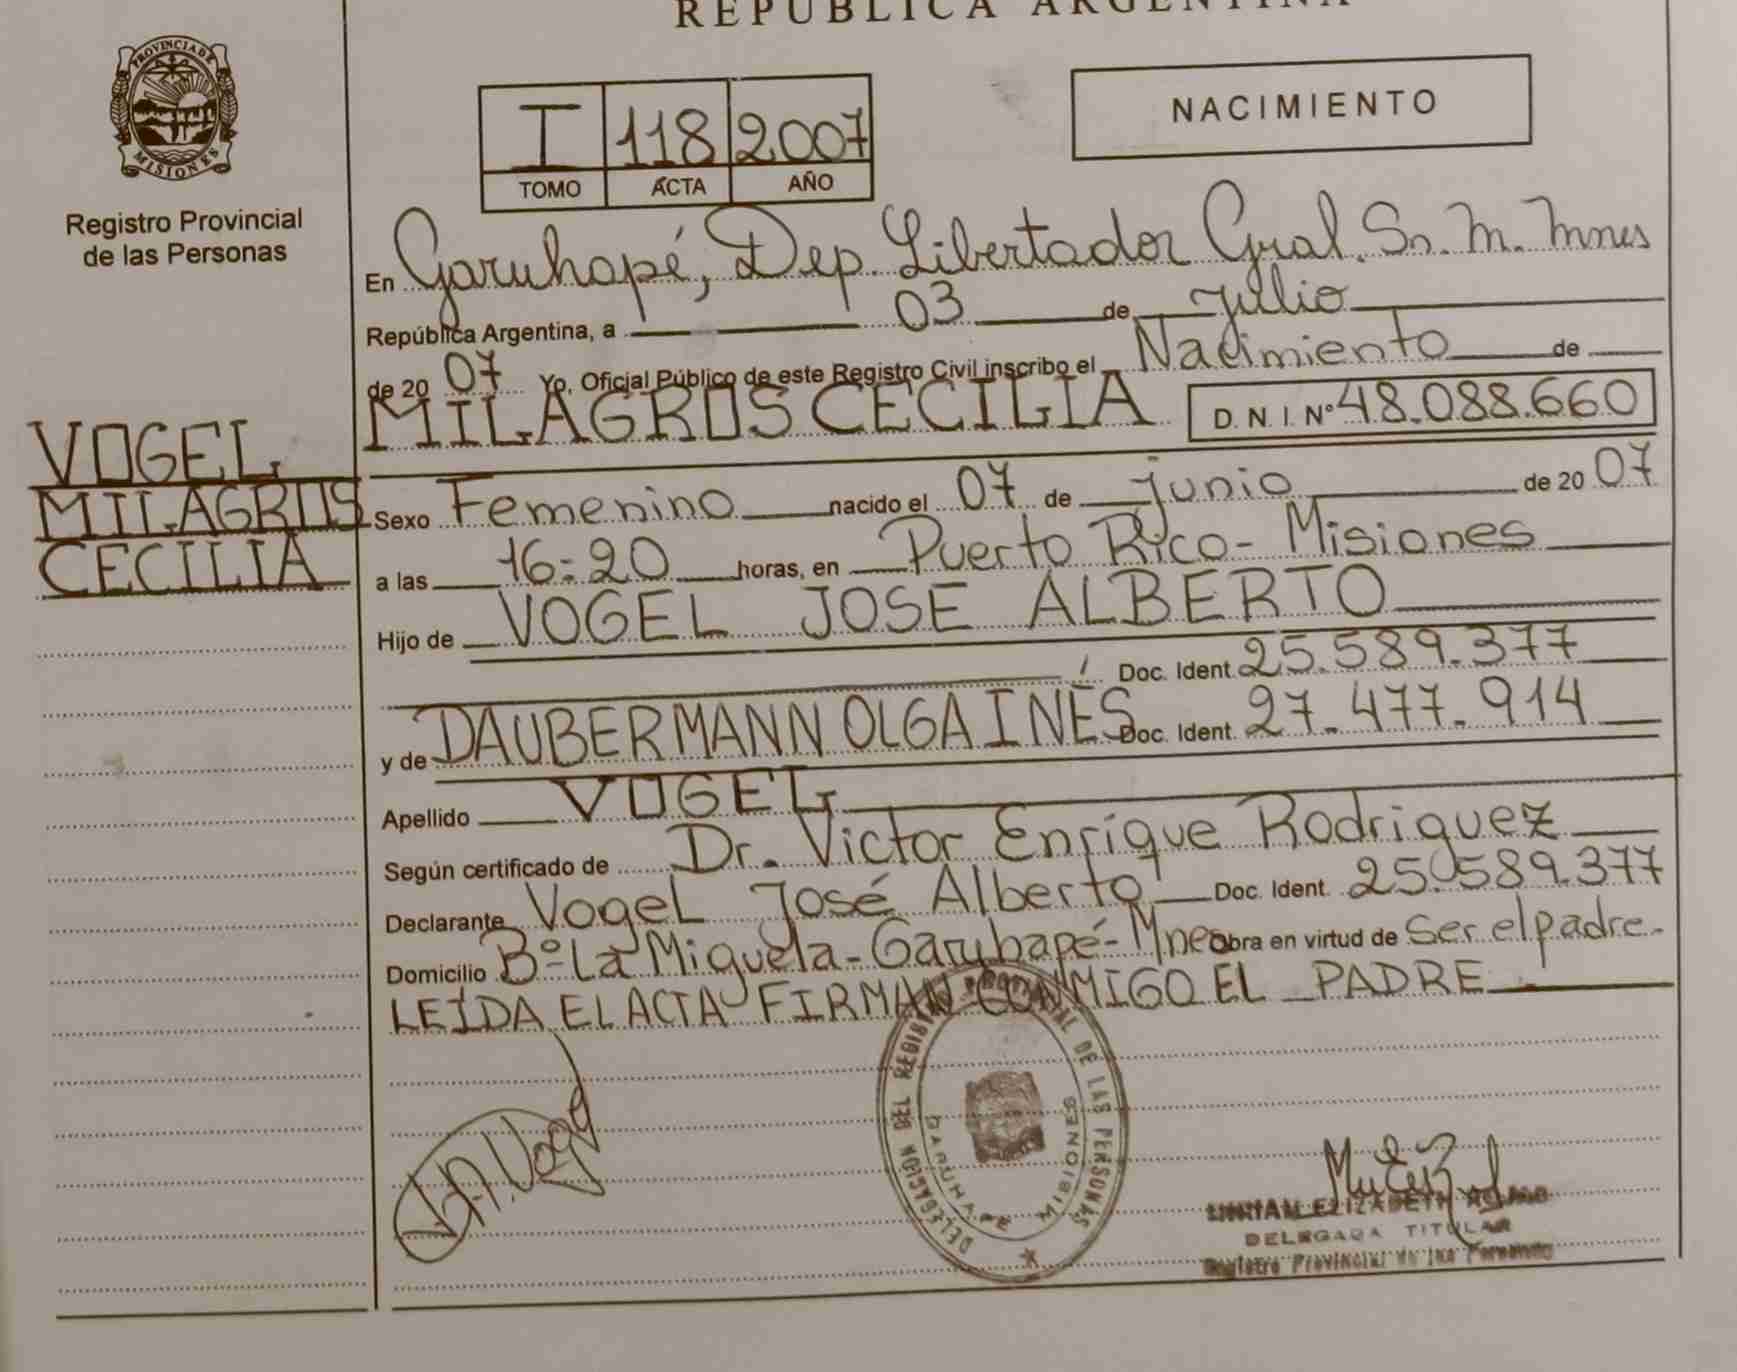 REPUBLICA ARGENTINA
PROVINCIA DE
MISIONES
Registro Provincial
de las Personas
I 118 2007
TOMO ACTA AÑO
NACIMIENTO
En Garuhapé, Dep. Libertador Gral. Sn. M. Mnes
República Argentina, a 03 de julio
de 20 07 Yo, Oficial Público de este Registro Civil inscribo el Nacimiento de
MILAGROS CECILIA D. N. I. Nº 48.088.660
VOGEL
MILAGROS
CECILIA
Sexo Femenino nacido el 07 de junio de 20 07
a las 16:20 horas, en Puerto Rico - Misiones
Hijo de VOGEL JOSE ALBERTO
Doc. Ident. 25.589.377
y de DAUBERMANN OLGA INÉS Doc. Ident. 27.477.914
Apellido VOGEL
Según certificado de Dr. Victor Enrique Rodriguez
Declarante Vogel José Alberto Doc. Ident. 25.589.377
Domicilio Bº La Miguela - Garuhapé - Mnes obra en virtud de ser el padre.-
LEÍDA EL ACTA FIRMAN CONMIGO EL PADRE
DELEGACION DEL REGISTRO PROVINCIAL DE LAS PERSONAS
GARUHAPE MISIONES
ELIZABETH
DELEGADA TITULAR
Registro Provincial de las Personas